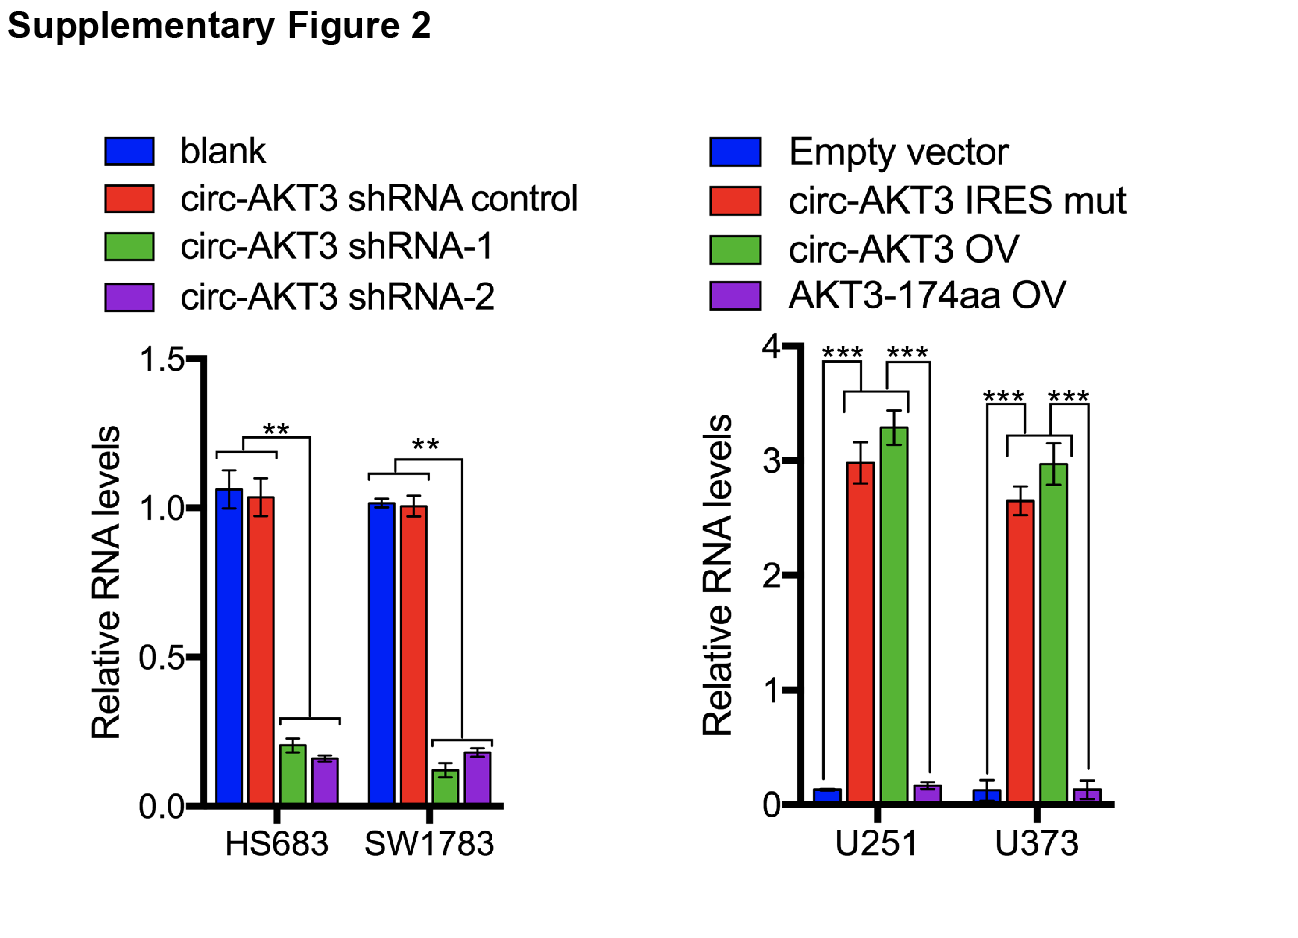 Supplementary Figure 2
blank
circ-AKT3 shRNA control
circ-AKT3 shRNA-1
circ-AKT3 shRNA-2
1.5
1.0
0.5
0.0
Relative RNA levels
**
**
HS683
SW1783
Empty vector
circ-AKT3 IRES mut
circ-AKT3 OV
AKT3-174aa OV
4
3
2
1
0
Relative RNA levels
*** ***
*** ***
U251
U373